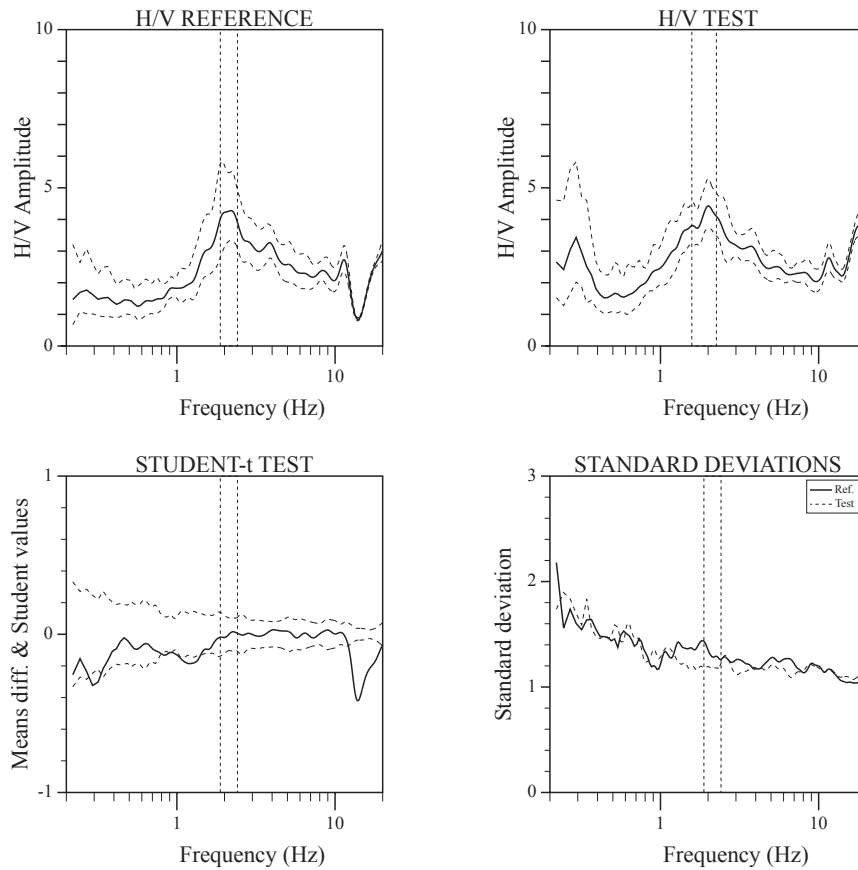 H/V REFERENCE
10
5
0
H/V Amplitude
1
10
Frequency (Hz)
H/V TEST
10
5
0
H/V Amplitude
1
10
Frequency (Hz)
STUDENT-t TEST
1
0
-1
Means diff. & Student values
1
10
Frequency (Hz)
STANDARD DEVIATIONS
3
2
1
0
Standard deviation
Ref.
Test
1
10
Frequency (Hz)